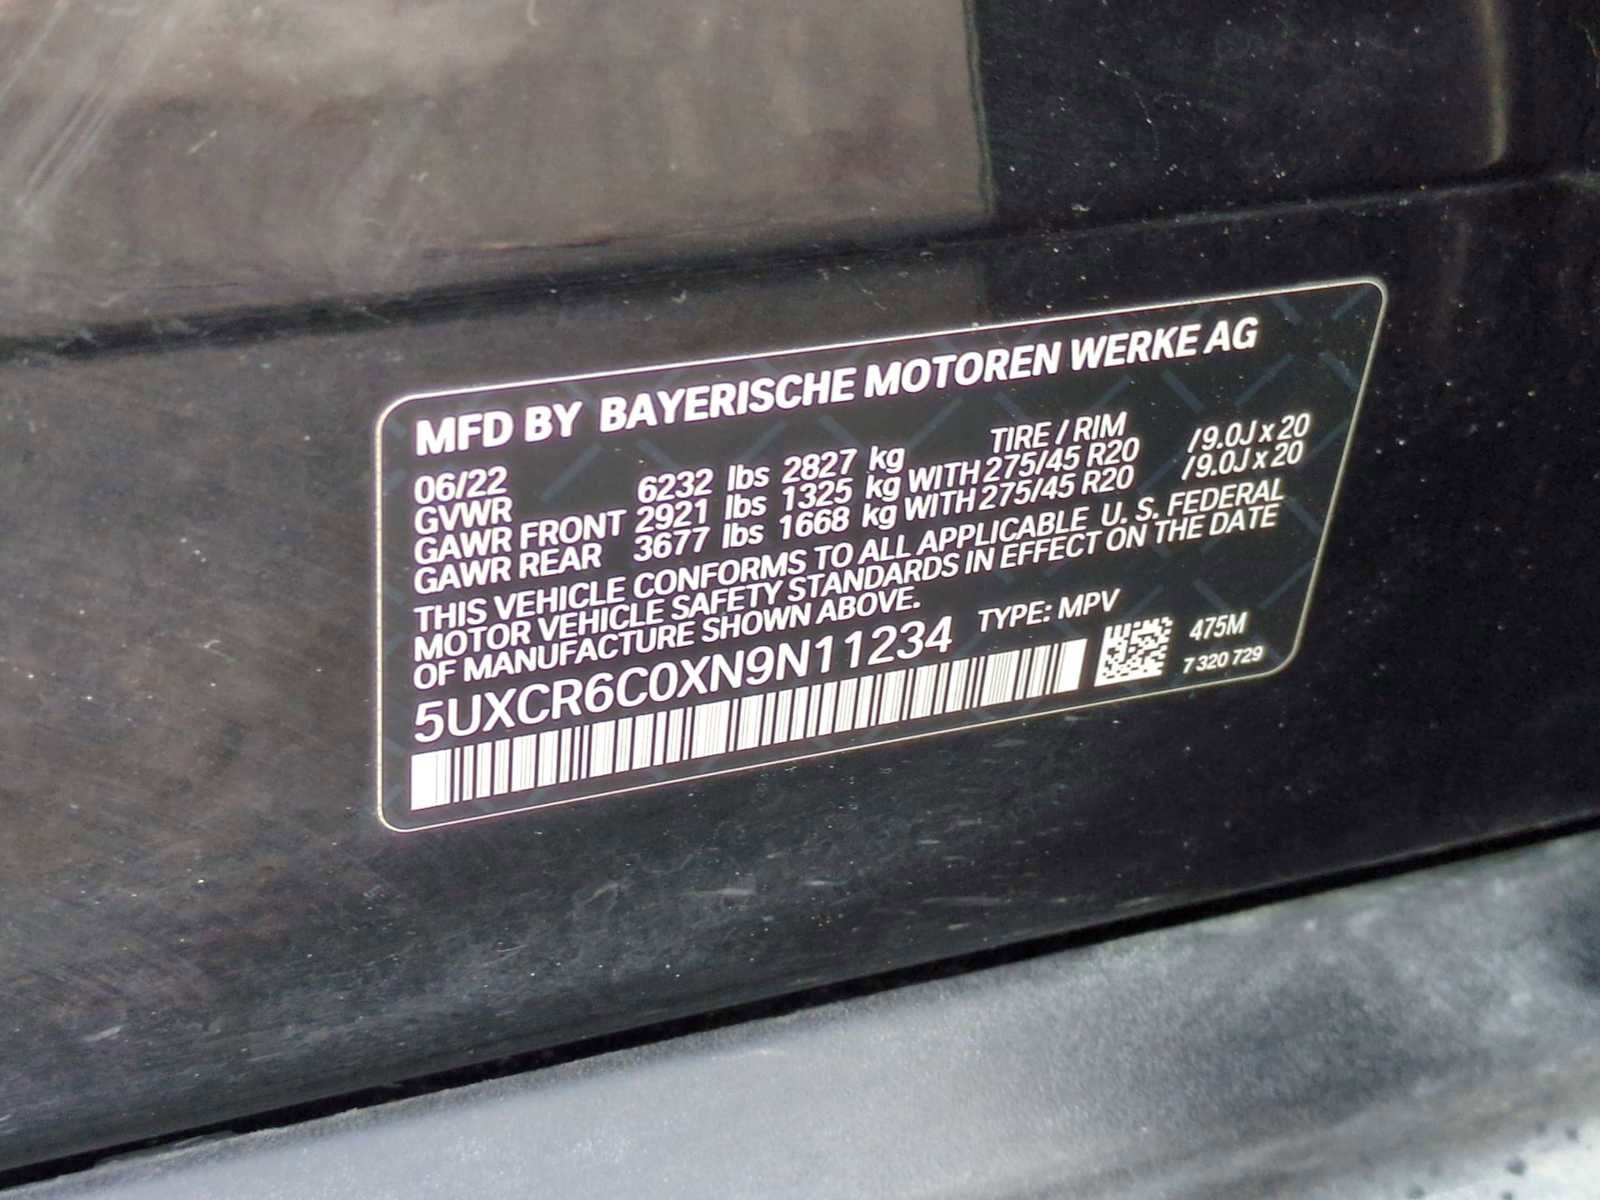 MFD BY BAYERISCHE MOTOREN WERKE AG
06/22 TIRE / RIM
GVWR 6232 lbs 2827 kg
GAWR FRONT 2921 lbs 1325 kg WITH 275/45 R20 / 9.0J x 20
GAWR REAR 3677 lbs 1668 kg WITH 275/45 R20 / 9.0J x 20
THIS VEHICLE CONFORMS TO ALL APPLICABLE U. S. FEDERAL
MOTOR VEHICLE SAFETY STANDARDS IN EFFECT ON THE DATE
OF MANUFACTURE SHOWN ABOVE.
5UXCR6C0XN9N11234 TYPE: MPV
475M
7 320 729